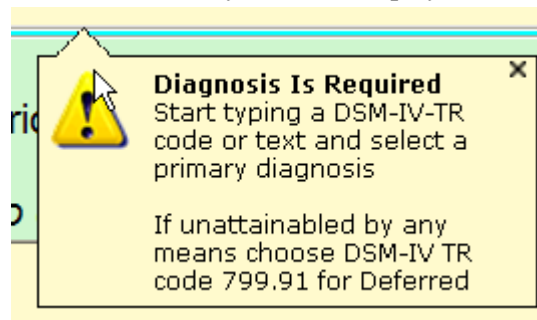 Diagnosis Is Required
Start typing a DSM-IV-TR
code or text and select a
primary diagnosis
If unattainabled by any
means choose DSM-IV TR
code 799.91 for Deferred